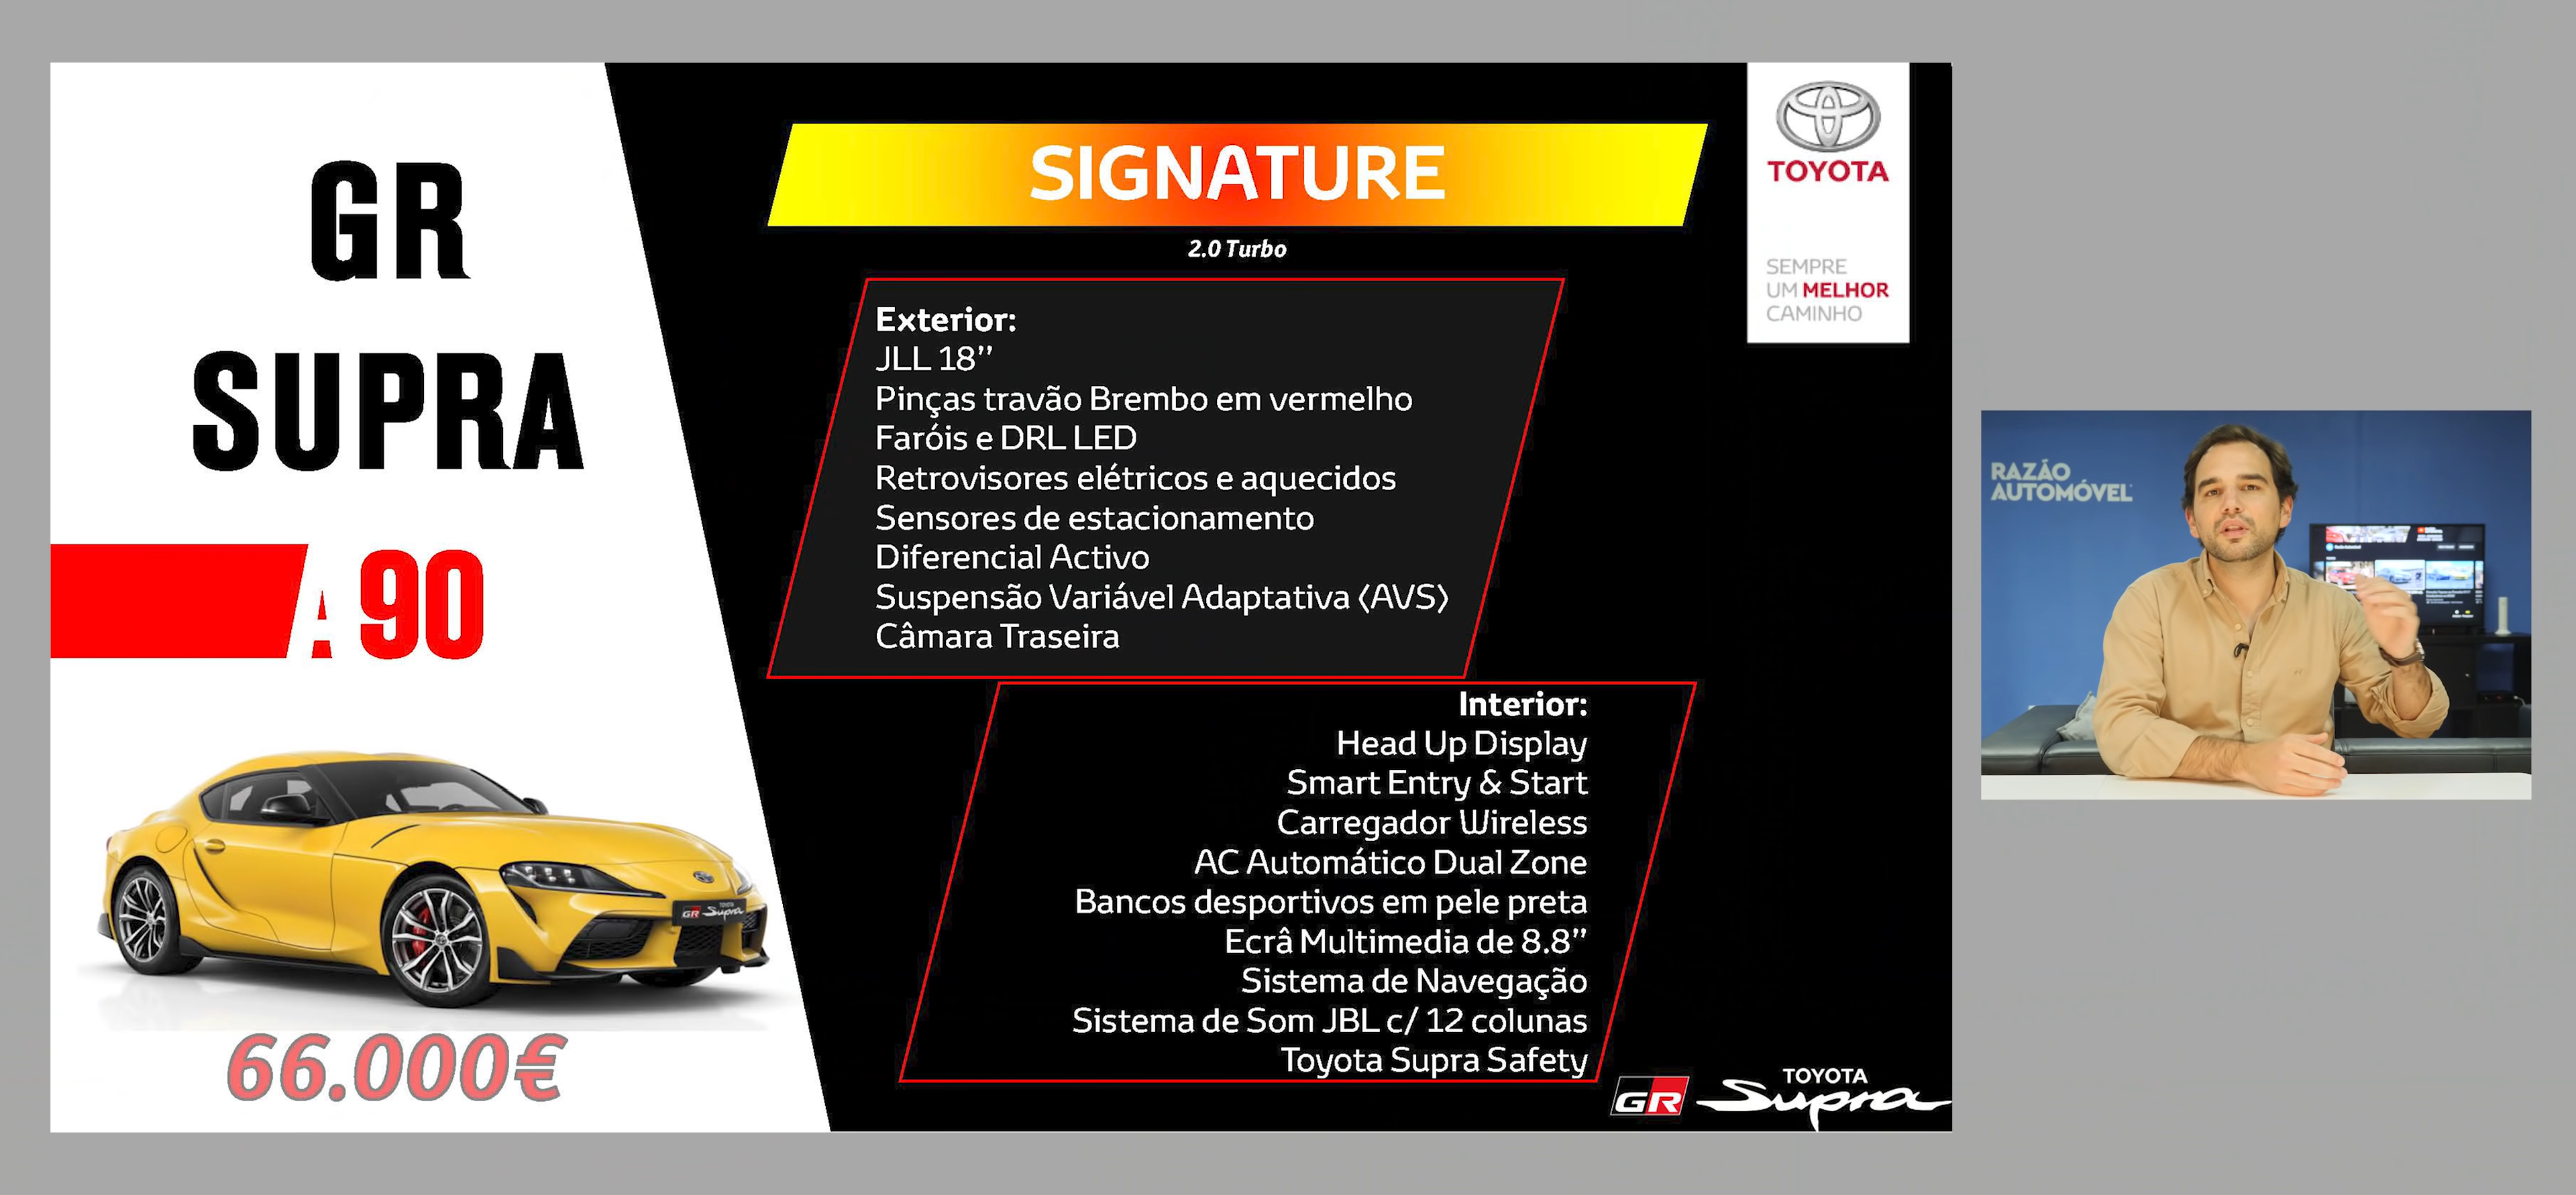 GR
SUPRA
A90
66.000€
SIGNATURE
2.0 Turbo
Exterior:
JLL 18”
Pinças travão Brembo em vermelho
Faróis e DRL LED
Retrovisores elétricos e aquecidos
Sensores de estacionamento
Diferencial Activo
Suspensão Variável Adaptativa (AVS)
Câmara Traseira
Interior:
Head Up Display
Smart Entry & Start
Carregador Wireless
AC Automático Dual Zone
Bancos desportivos em pele preta
Ecrâ Multimedia de 8.8”
Sistema de Navegação
Sistema de Som JBL c/ 12 colunas
Toyota Supra Safety
TOYOTA
SEMPRE
UM MELHOR
CAMINHO
GR
TOYOTA
Supra
GR Supra
RAZÃO
AUTOMÓVEL